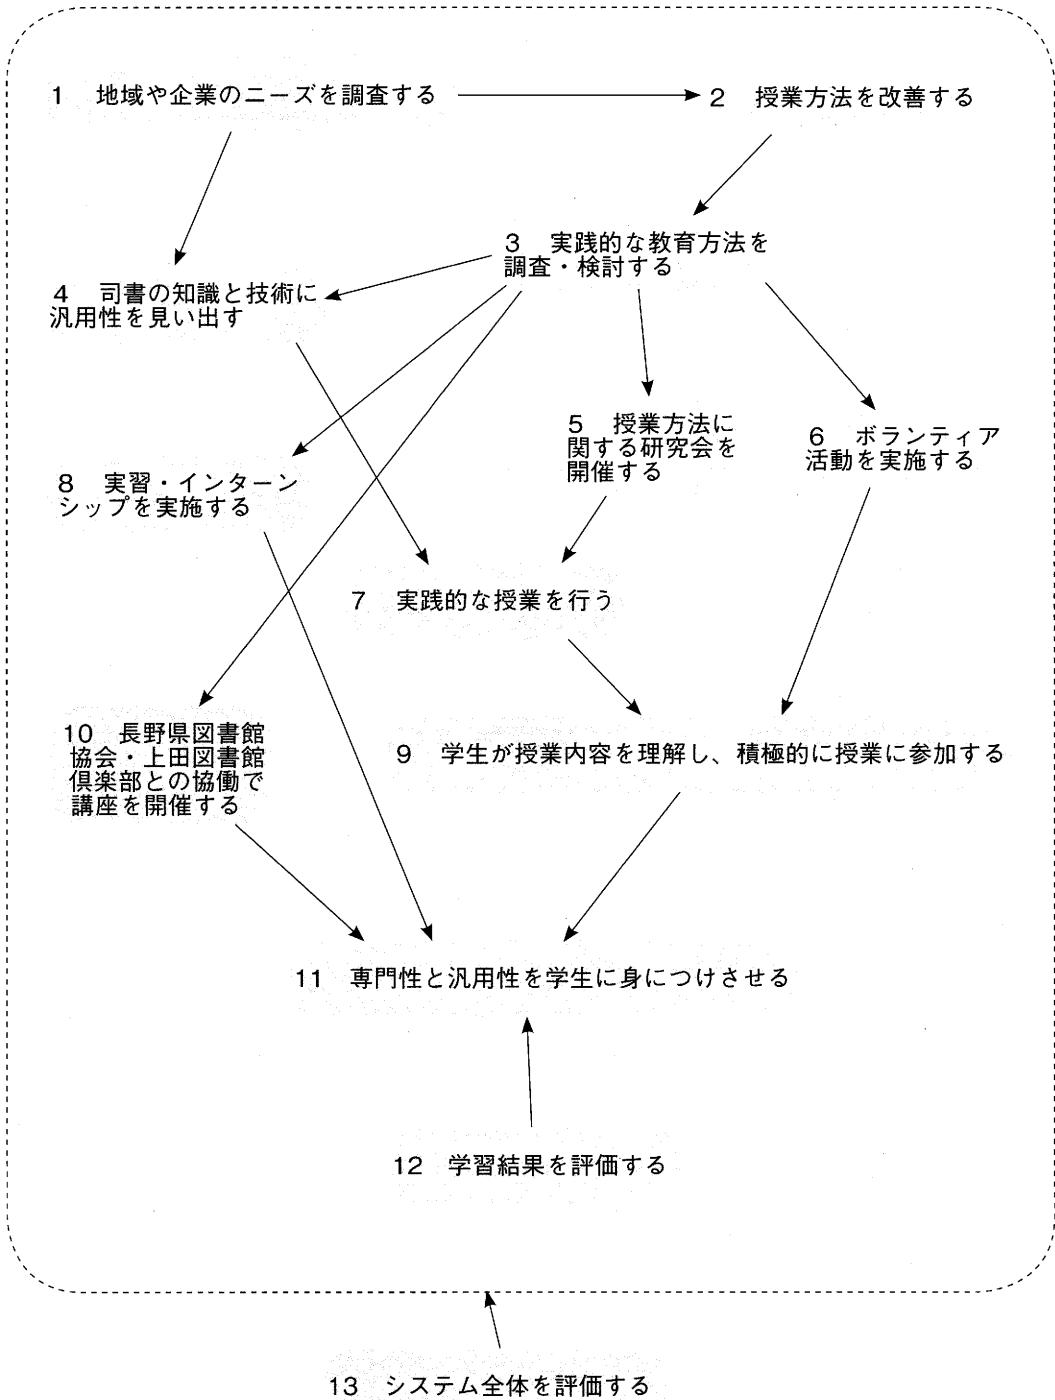 1　地域や企業のニーズを調査する
2　授業方法を改善する
3　実践的な教育方法を
調査・検討する
4　司書の知識と技術に
汎用性を見い出す
5　授業方法に
関する研究会を
開催する
6　ボランティア
活動を実施する
8　実習・インターン
シップを実施する
7　実践的な授業を行う
10　長野県図書館
協会・上田図書館
倶楽部との協働で
講座を開催する
9　学生が授業内容を理解し、積極的に授業に参加する
11　専門性と汎用性を学生に身につけさせる
12　学習結果を評価する
13　システム全体を評価する